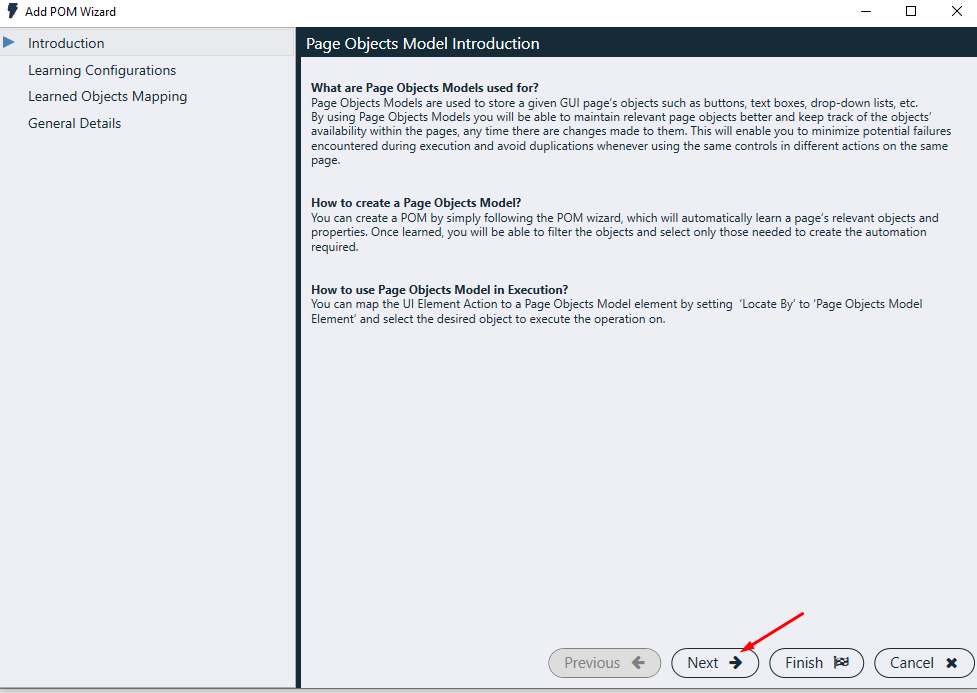 Add POM Wizard
Introduction
Learning Configurations
Learned Objects Mapping
General Details
Page Objects Model Introduction
What are Page Objects Models used for?
Page Objects Models are used to store a given GUI page's objects such as buttons, text boxes, drop-down lists, etc.
By using Page Objects Models you will be able to maintain relevant page objects better and keep track of the objects'
availability within the pages, any time there are changes made to them. This will enable you to minimize potential failures
encountered during execution and avoid duplications whenever using the same controls in different actions on the same
page.
How to create a Page Objects Model?
You can create a POM by simply following the POM wizard, which will automatically learn a page's relevant objects and
properties. Once learned, you will be able to filter the objects and select only those needed to create the automation
required.
How to use Page Objects Model in Execution?
You can map the UI Element Action to a Page Objects Model element by setting  ‘Locate By’ to ‘Page Objects Model
Element’ and select the desired object to execute the operation on.
Previous
Next
Finish
Cancel